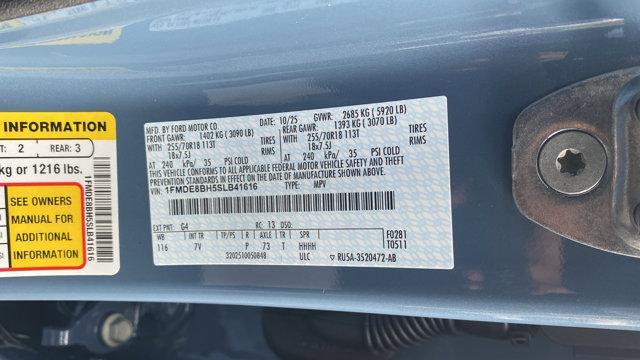 INFORMATION
T: 2 REAR: 3
kg or 1216 lbs.
SEE OWNERS
MANUAL FOR
ADDITIONAL
INFORMATION
1FMDE8BH5SLB41616
MFD. BY FORD MOTOR CO.
DATE: 10/25 GVWR: 2685 KG ( 5920 LB)
FRONT GAWR: 1402 KG ( 3090 LB) REAR GAWR: 1393 KG ( 3070 LB)
WITH 255/70R18 113T TIRES WITH 255/70R18 113T TIRES
18x7.5J 18x7.5J
AT 240 kPa/ 35 PSI COLD AT 240 kPa/ 35 PSI COLD
THIS VEHICLE CONFORMS TO ALL APPLICABLE FEDERAL MOTOR VEHICLE SAFETY, BUMPER, AND THEFT
PREVENTION STANDARDS IN EFFECT ON THE DATE OF MANUFACTURE SHOWN ABOVE.
VIN: 1FMDE8BH5SLB41616 TYPE: MPV
EXT PNT: G4 RC: 13 DSO:
WB INT TR TP/PS R AXLE TR SPR F0281
116 7V P 73 T HHHH T0511
3202510050848 ULC RU5A-3520472-AB